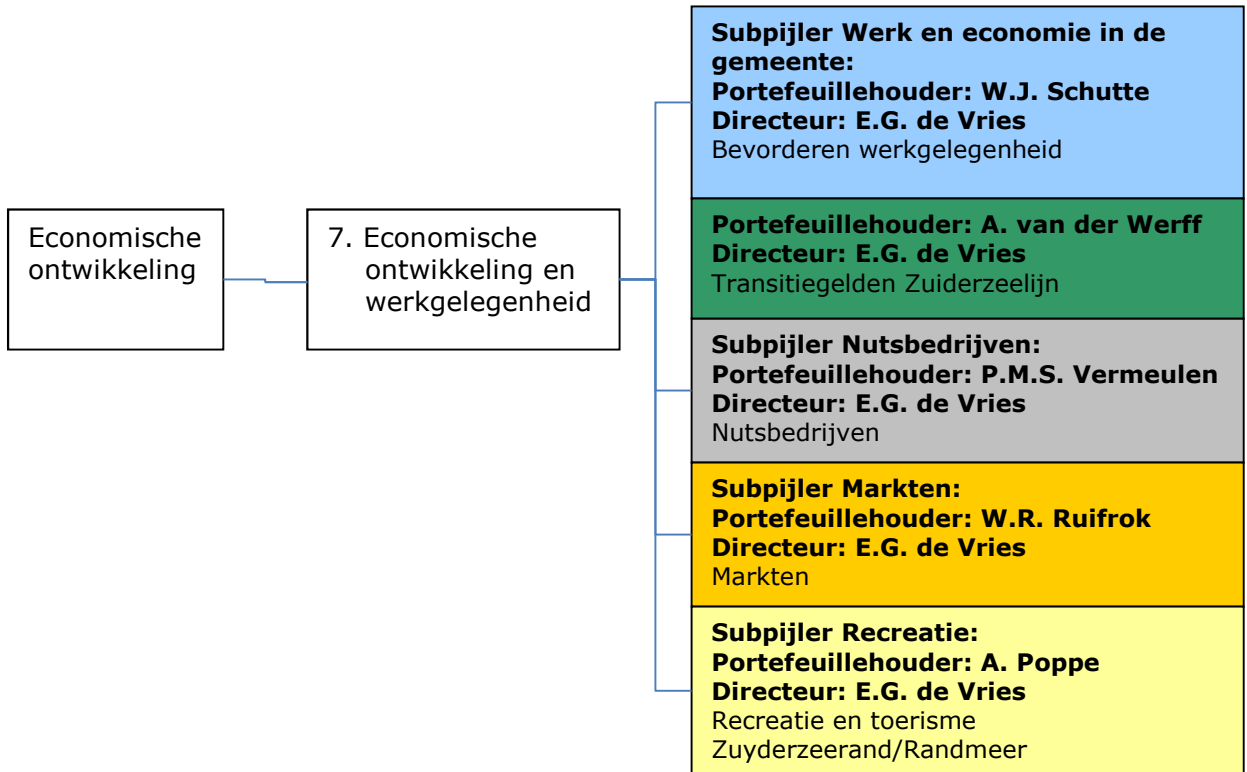 Economische
ontwikkeling
7. Economische
ontwikkeling en
werkgelegenheid
Subpijler Werk en economie in de
gemeente:
Portefeuillehouder: W.J. Schutte
Directeur: E.G. de Vries
Bevorderen werkgelegenheid
Portefeuillehouder: A. van der Werff
Directeur: E.G. de Vries
Transitiegelden Zuiderzeelijn
Subpijler Nutsbedrijven:
Portefeuillehouder: P.M.S. Vermeulen
Directeur: E.G. de Vries
Nutsbedrijven
Subpijler Markten:
Portefeuillehouder: W.R. Ruifrok
Directeur: E.G. de Vries
Markten
Subpijler Recreatie:
Portefeuillehouder: A. Poppe
Directeur: E.G. de Vries
Recreatie en toerisme
Zuyderzeerand/Randmeer